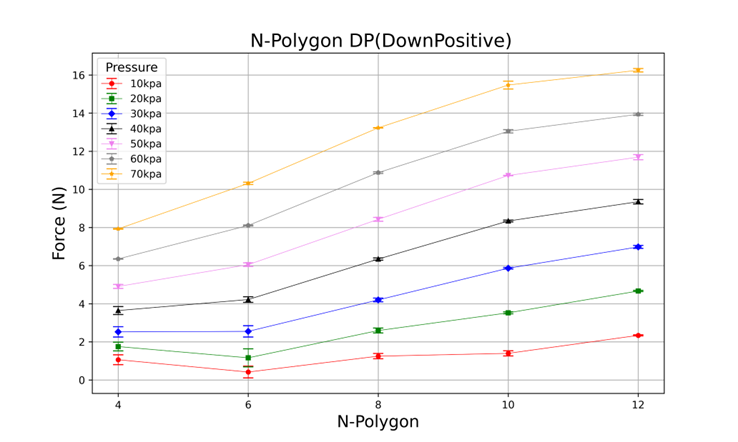 N-Polygon DP(DownPositive)
Pressure
10kpa
20kpa
30kpa
40kpa
50kpa
60kpa
70kpa
Force (N)
16
14
12
10
8
6
4
2
0
4 6 8 10 12
N-Polygon